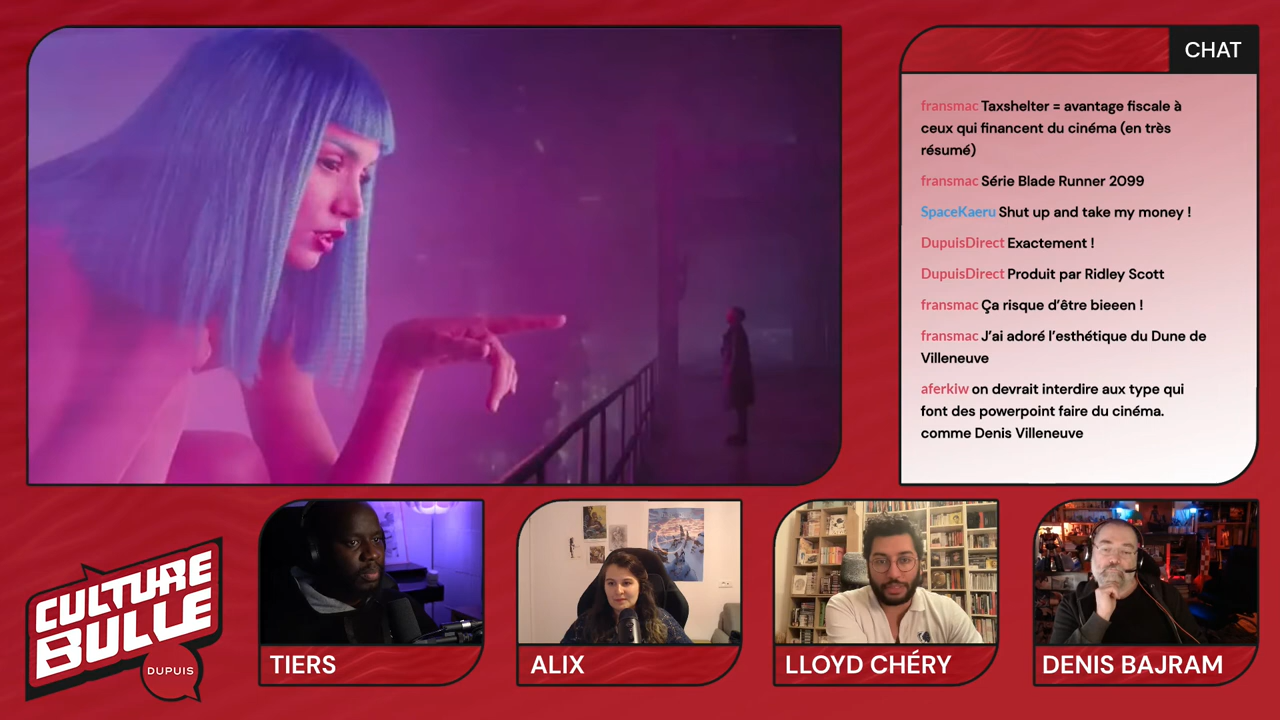 CHAT
fransmac Taxshelter = avantage fiscale à
ceux qui financent du cinéma (en très
résumé)
fransmac Série Blade Runner 2099
SpaceKaeru Shut up and take my money !
DupuisDirect Exactement !
DupuisDirect Produit par Ridley Scott
fransmac Ça risque d'être bieeen !
fransmac J'ai adoré l'esthétique du Dune de
Villeneuve
aferkiw on devrait interdire aux type qui
font des powerpoint faire du cinéma.
comme Denis Villeneuve
CULTURE
BULLE
DUPUIS
TIERS
ALIX
LLOYD CHÉRY
DENIS BAJRAM